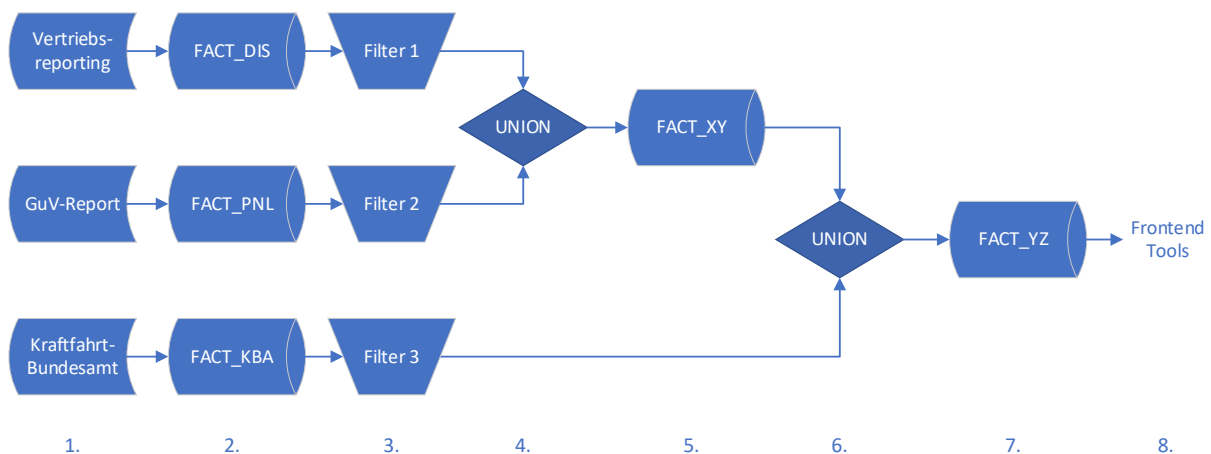 Vertriebs-
reporting
FACT_DIS
Filter 1
UNION
FACT_XY
GuV-Report
FACT_PNL
Filter 2
UNION
FACT_YZ
Frontend
Tools
Kraftfahrt-
Bundesamt
FACT_KBA
Filter 3
1. 2. 3. 4. 5. 6. 7. 8.